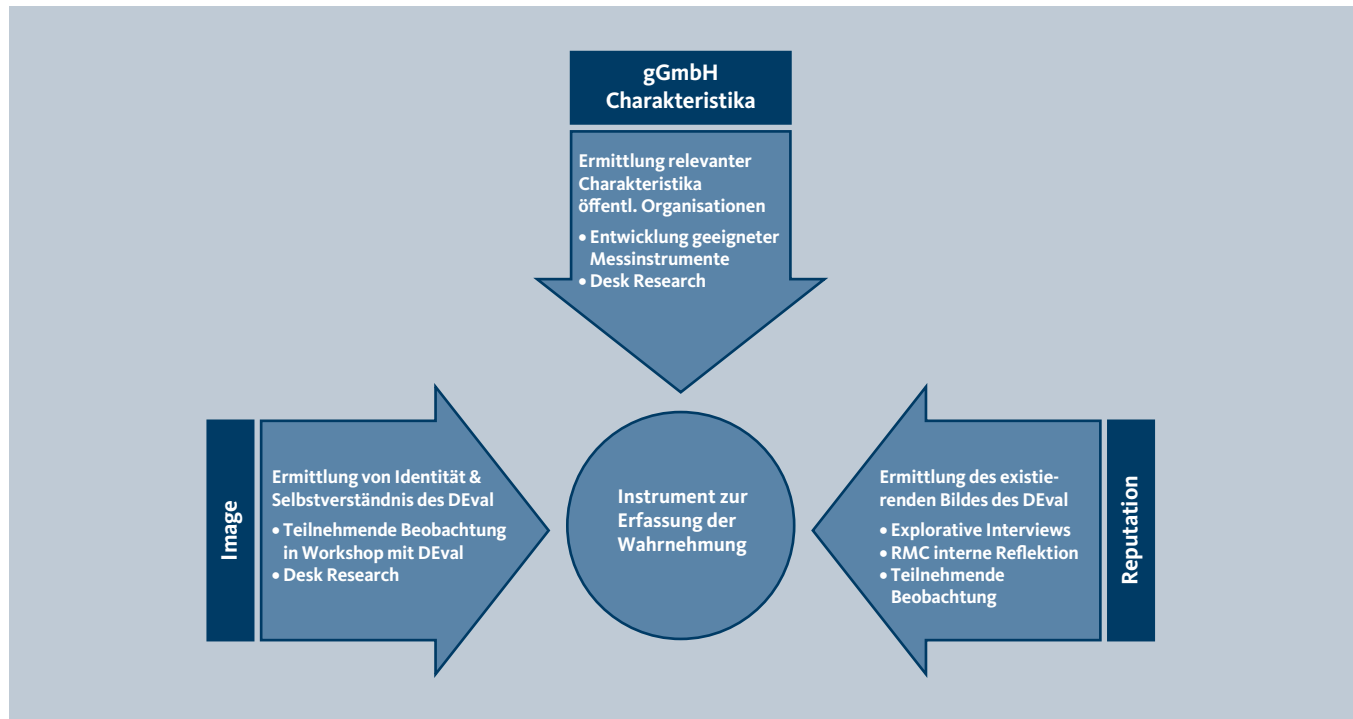 gGmbH
Charakteristika
Ermittlung relevanter
Charakteristika
öffentl. Organisationen
• Entwicklung geeigneter
Messinstrumente
• Desk Research
Image
Ermittlung von Identität &
Selbstverständnis des DEval
• Teilnehmende Beobachtung
in Workshop mit DEval
• Desk Research
Instrument zur
Erfassung der
Wahrnehmung
Ermittlung des existie-
renden Bildes des DEval
• Explorative Interviews
• RMC interne Reflektion
• Teilnehmende
Beobachtung
Reputation